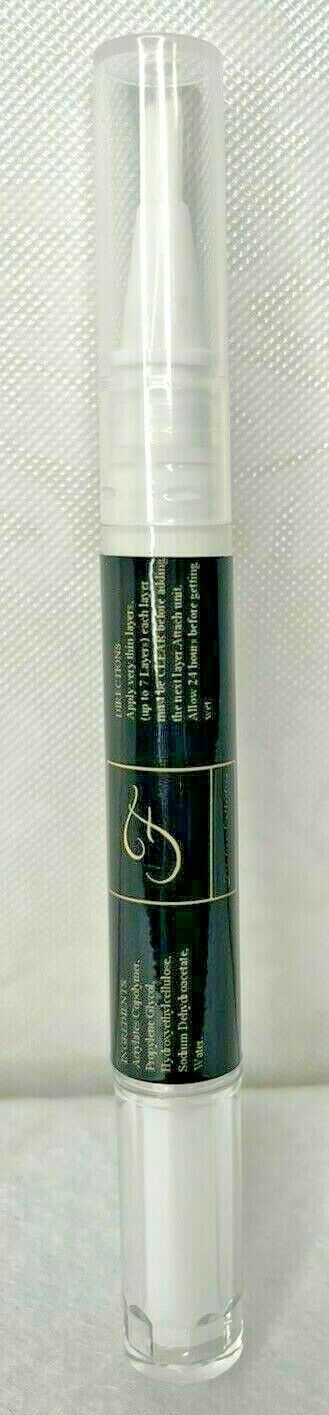 DIRECTIONS
Apply very thin layers,
(up to 7 Layers) each layer
must be CLEAR before adding
the next layer. Attach unit.
Allow 24 hours before getting
wet
F
INGREDIENTS
Acrylates Copolymer,
Propylene Glycol,
Hydroxyethylcellulose,
Sodium Dehydroacetate,
Water.